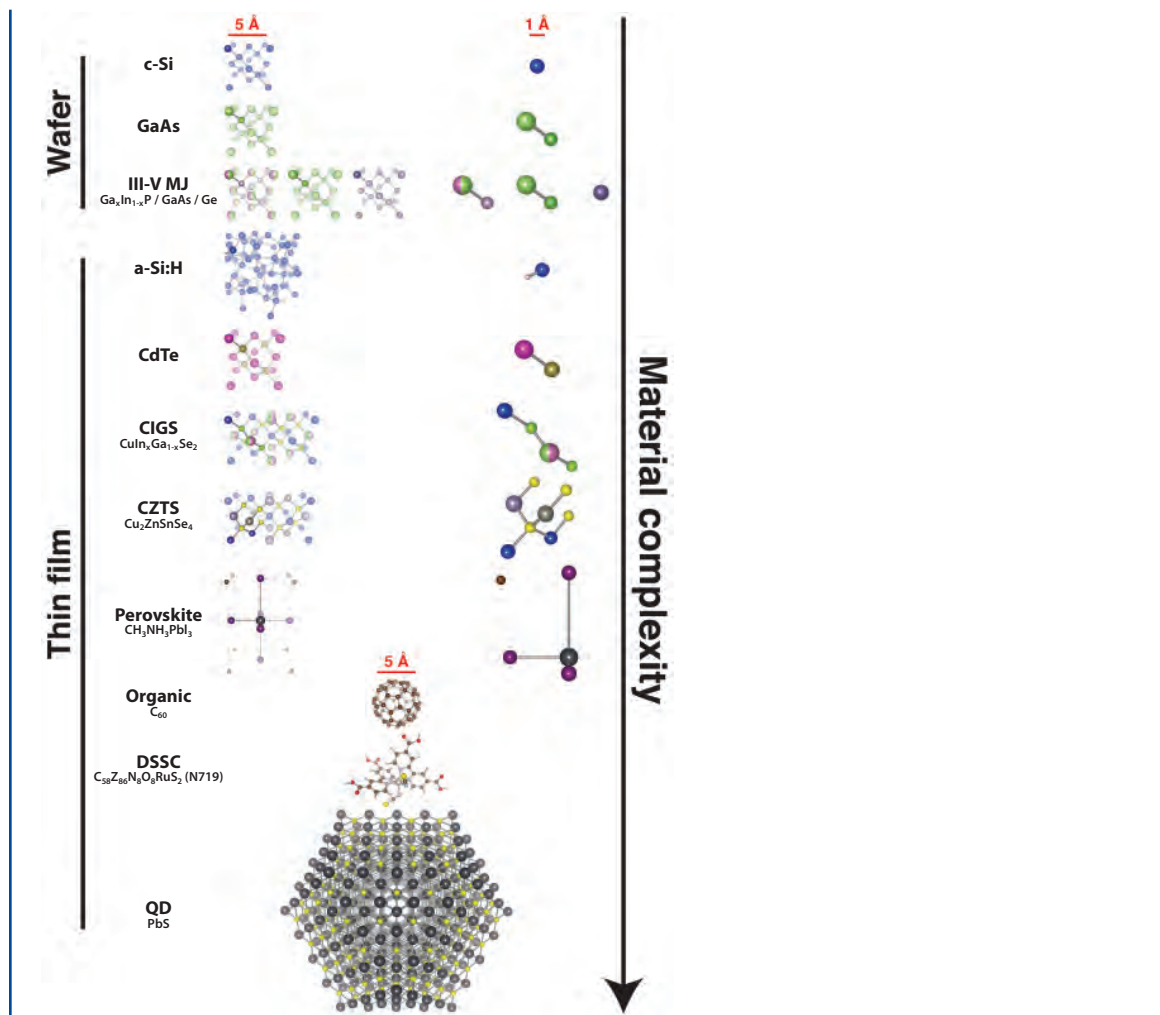 5 Å
1 Å
Wafer
c-Si
GaAs
III-V MJ
GaₓIn₁₋ₓP / GaAs / Ge
Thin film
a-Si:H
CdTe
CIGS
CuInₓGa₁₋ₓSe₂
CZTS
Cu₂ZnSnSe₄
Perovskite
CH₃NH₃PbI₃
5 Å
Organic
C₆₀
DSSC
C₅₈Z₈₆N₈O₈RuS₂ (N719)
QD
PbS
Material complexity